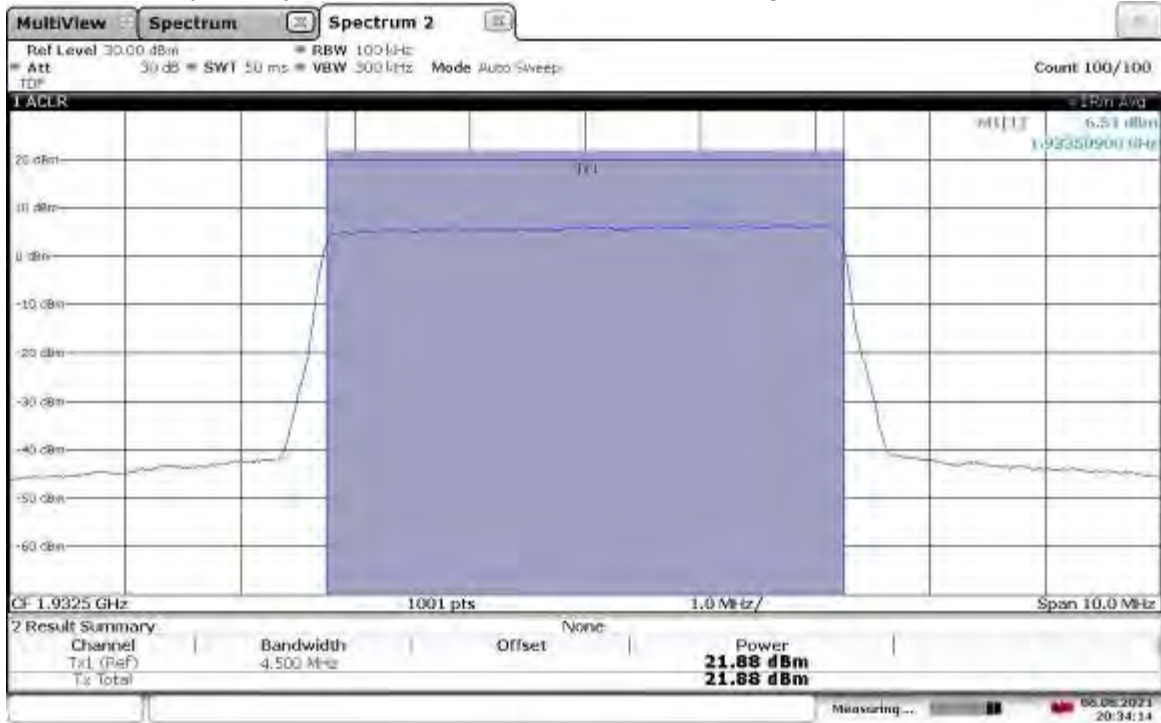 MultiView Spectrum Spectrum 2
Ref Level 30.00 dBm RBW 100 kHz
Att 30 dB SWT 50 ms VBW 300 kHz Mode Auto Sweep Count 100/100
TDF
1 ACLR 1Rm Avg
M1[1] 6.51 dBm
1.93350900 GHz
20 dBm
Tx1
10 dBm
0 dBm
-10 dBm
-20 dBm
-30 dBm
-40 dBm
-50 dBm
-60 dBm
CF 1.9325 GHz 1001 pts 1.0 MHz/ Span 10.0 MHz
2 Result Summary None
Channel Bandwidth Offset Power
Tx1 (Ref) 4.500 MHz 21.88 dBm
Tx Total 21.88 dBm
Measuring... 06.08.2021
20:34:14